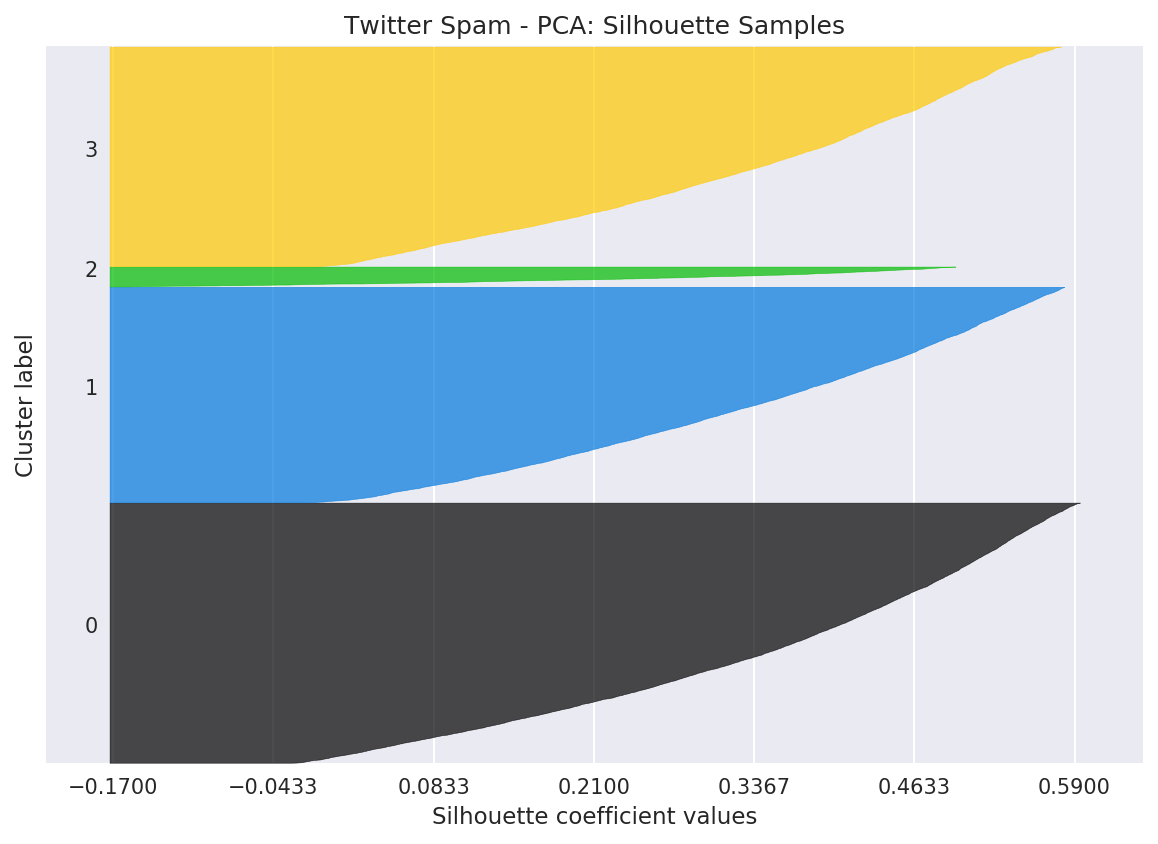 Twitter Spam - PCA: Silhouette Samples
3
2
1
0
Cluster label
−0.1700 −0.0433 0.0833 0.2100 0.3367 0.4633 0.5900
Silhouette coefficient values